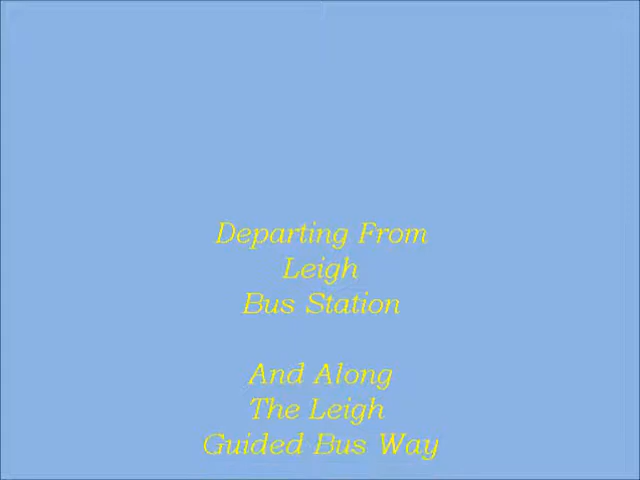 Departing From
Leigh
Bus Station
And Along
The Leigh
Guided Bus Way